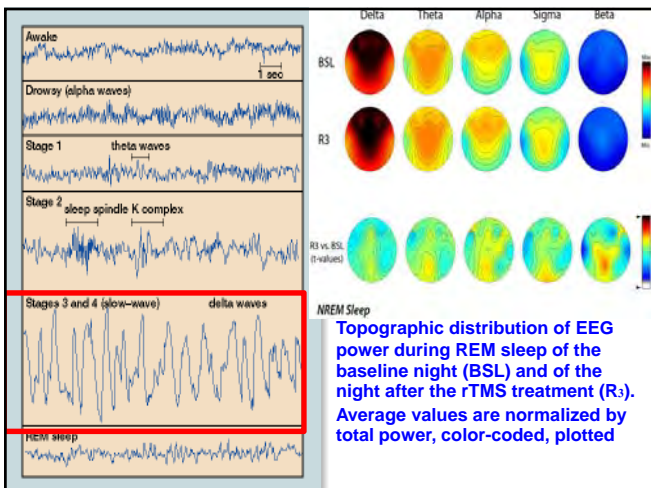 Awake
1 sec
Drowsy (alpha waves)
Stage 1 theta waves
Stage 2
sleep spindle K complex
Stages 3 and 4 (slow–wave) delta waves
REM sleep
Delta Theta Alpha Sigma Beta
BSL
R3
R3 vs. BSL
(t-values)
NREM Sleep
Topographic distribution of EEG
power during REM sleep of the
baseline night (BSL) and of the
night after the rTMS treatment (R3).
Average values are normalized by
total power, color-coded, plotted